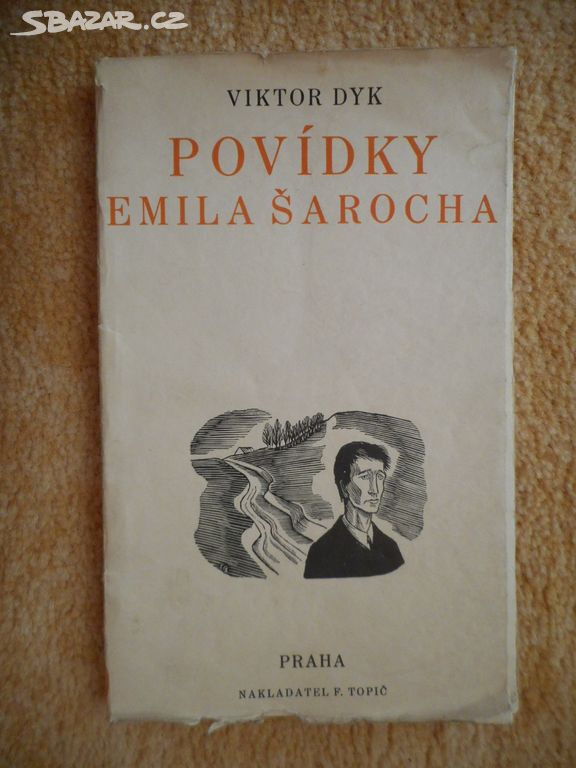 SBAZAR.CZ
VIKTOR DYK
POVÍDKY
EMILA ŠAROCHA
PRAHA
NAKLADATEL F. TOPIČ